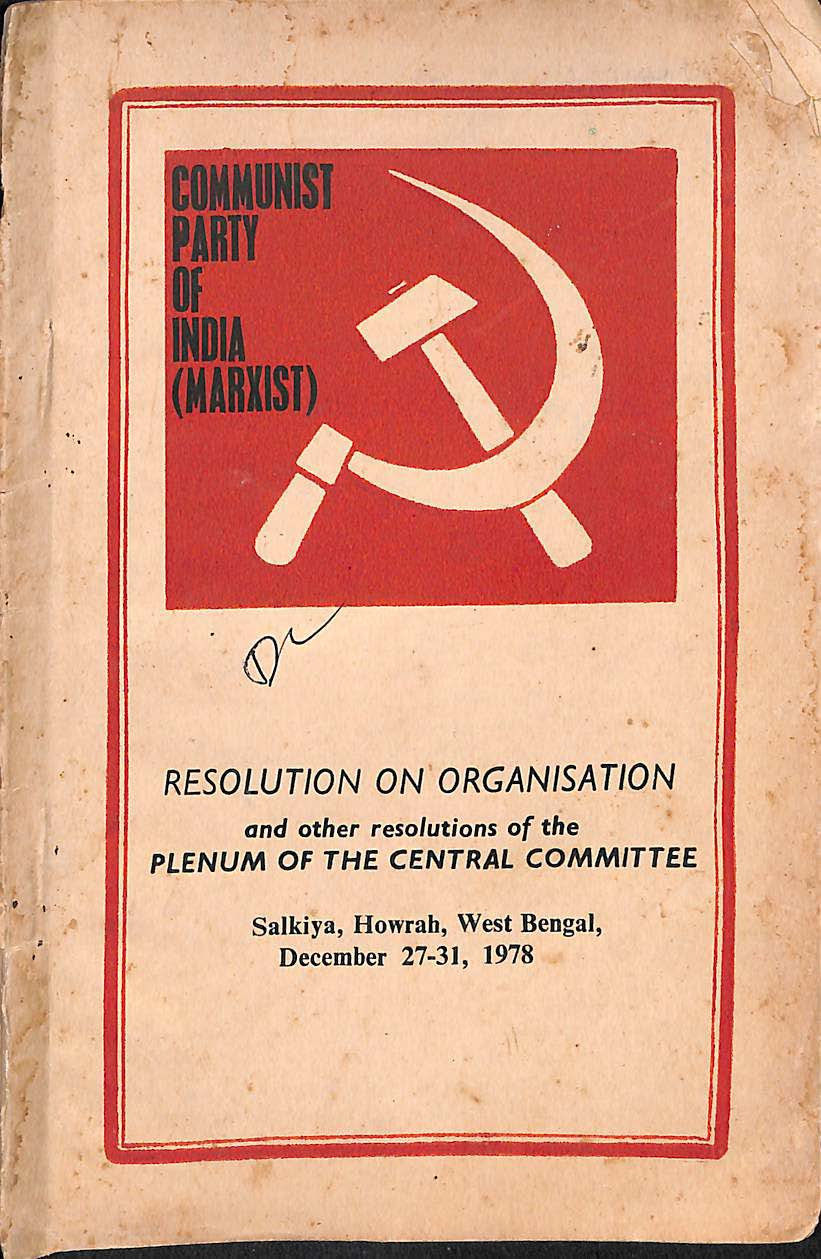 COMMUNIST
PARTY
OF
INDIA
(MARXIST)
RESOLUTION ON ORGANISATION
and other resolutions of the
PLENUM OF THE CENTRAL COMMITTEE
Salkiya, Howrah, West Bengal,
December 27-31, 1978